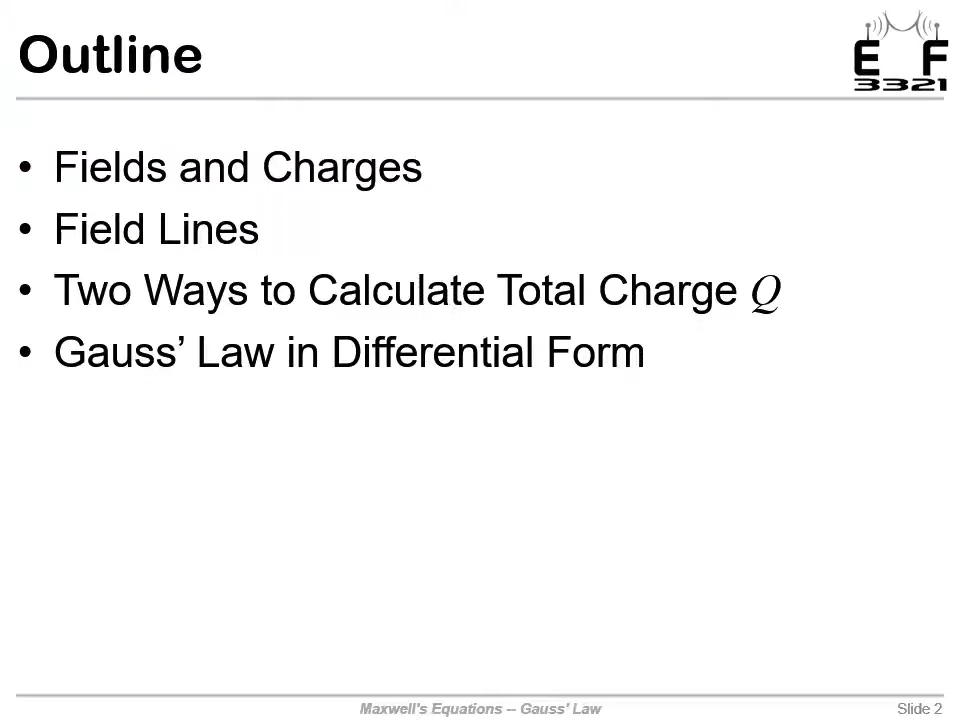 Outline
E F
3321
• Fields and Charges
• Field Lines
• Two Ways to Calculate Total Charge Q
• Gauss’ Law in Differential Form
Maxwell's Equations -- Gauss' Law
Slide 2